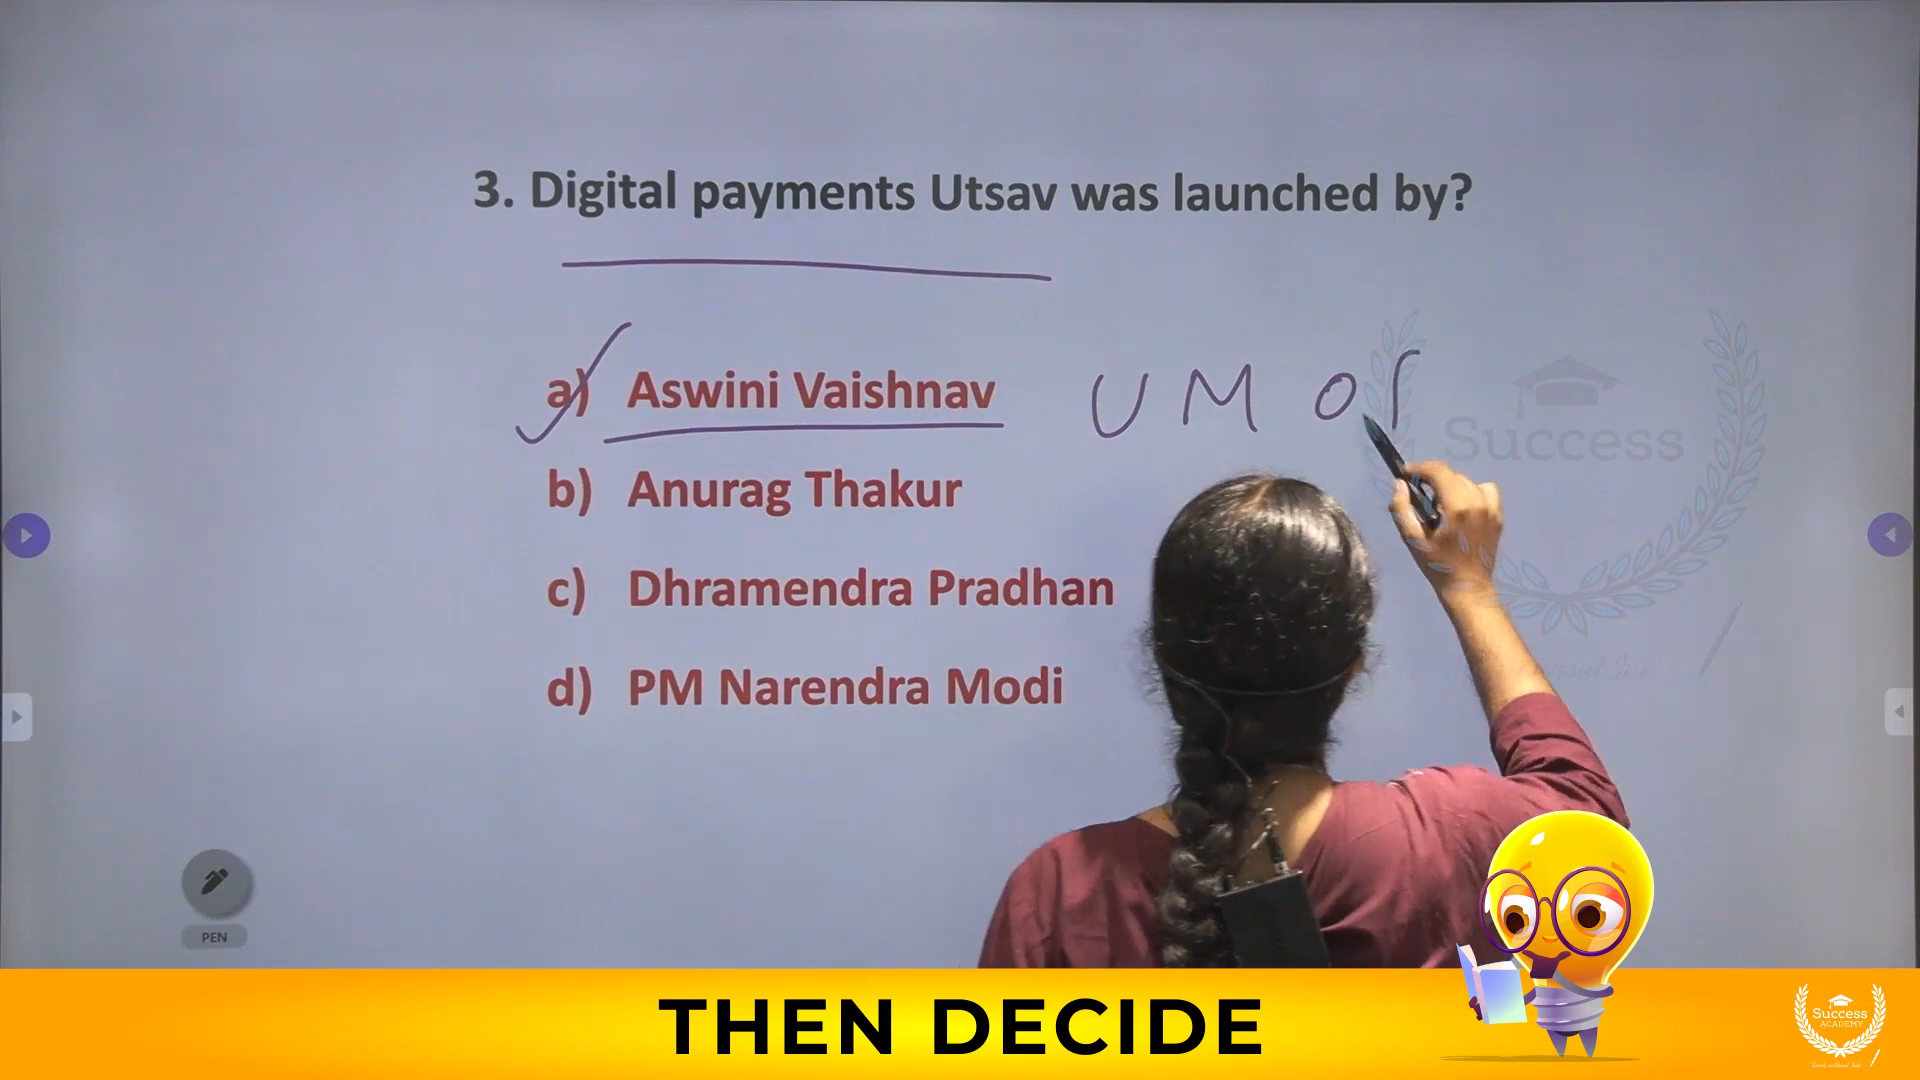 3. Digital payments Utsav was launched by?
a) Aswini Vaishnav U M Of
b) Anurag Thakur
c) Dhramendra Pradhan
d) PM Narendra Modi
Success
PEN
THEN DECIDE
Success
ACADEMY